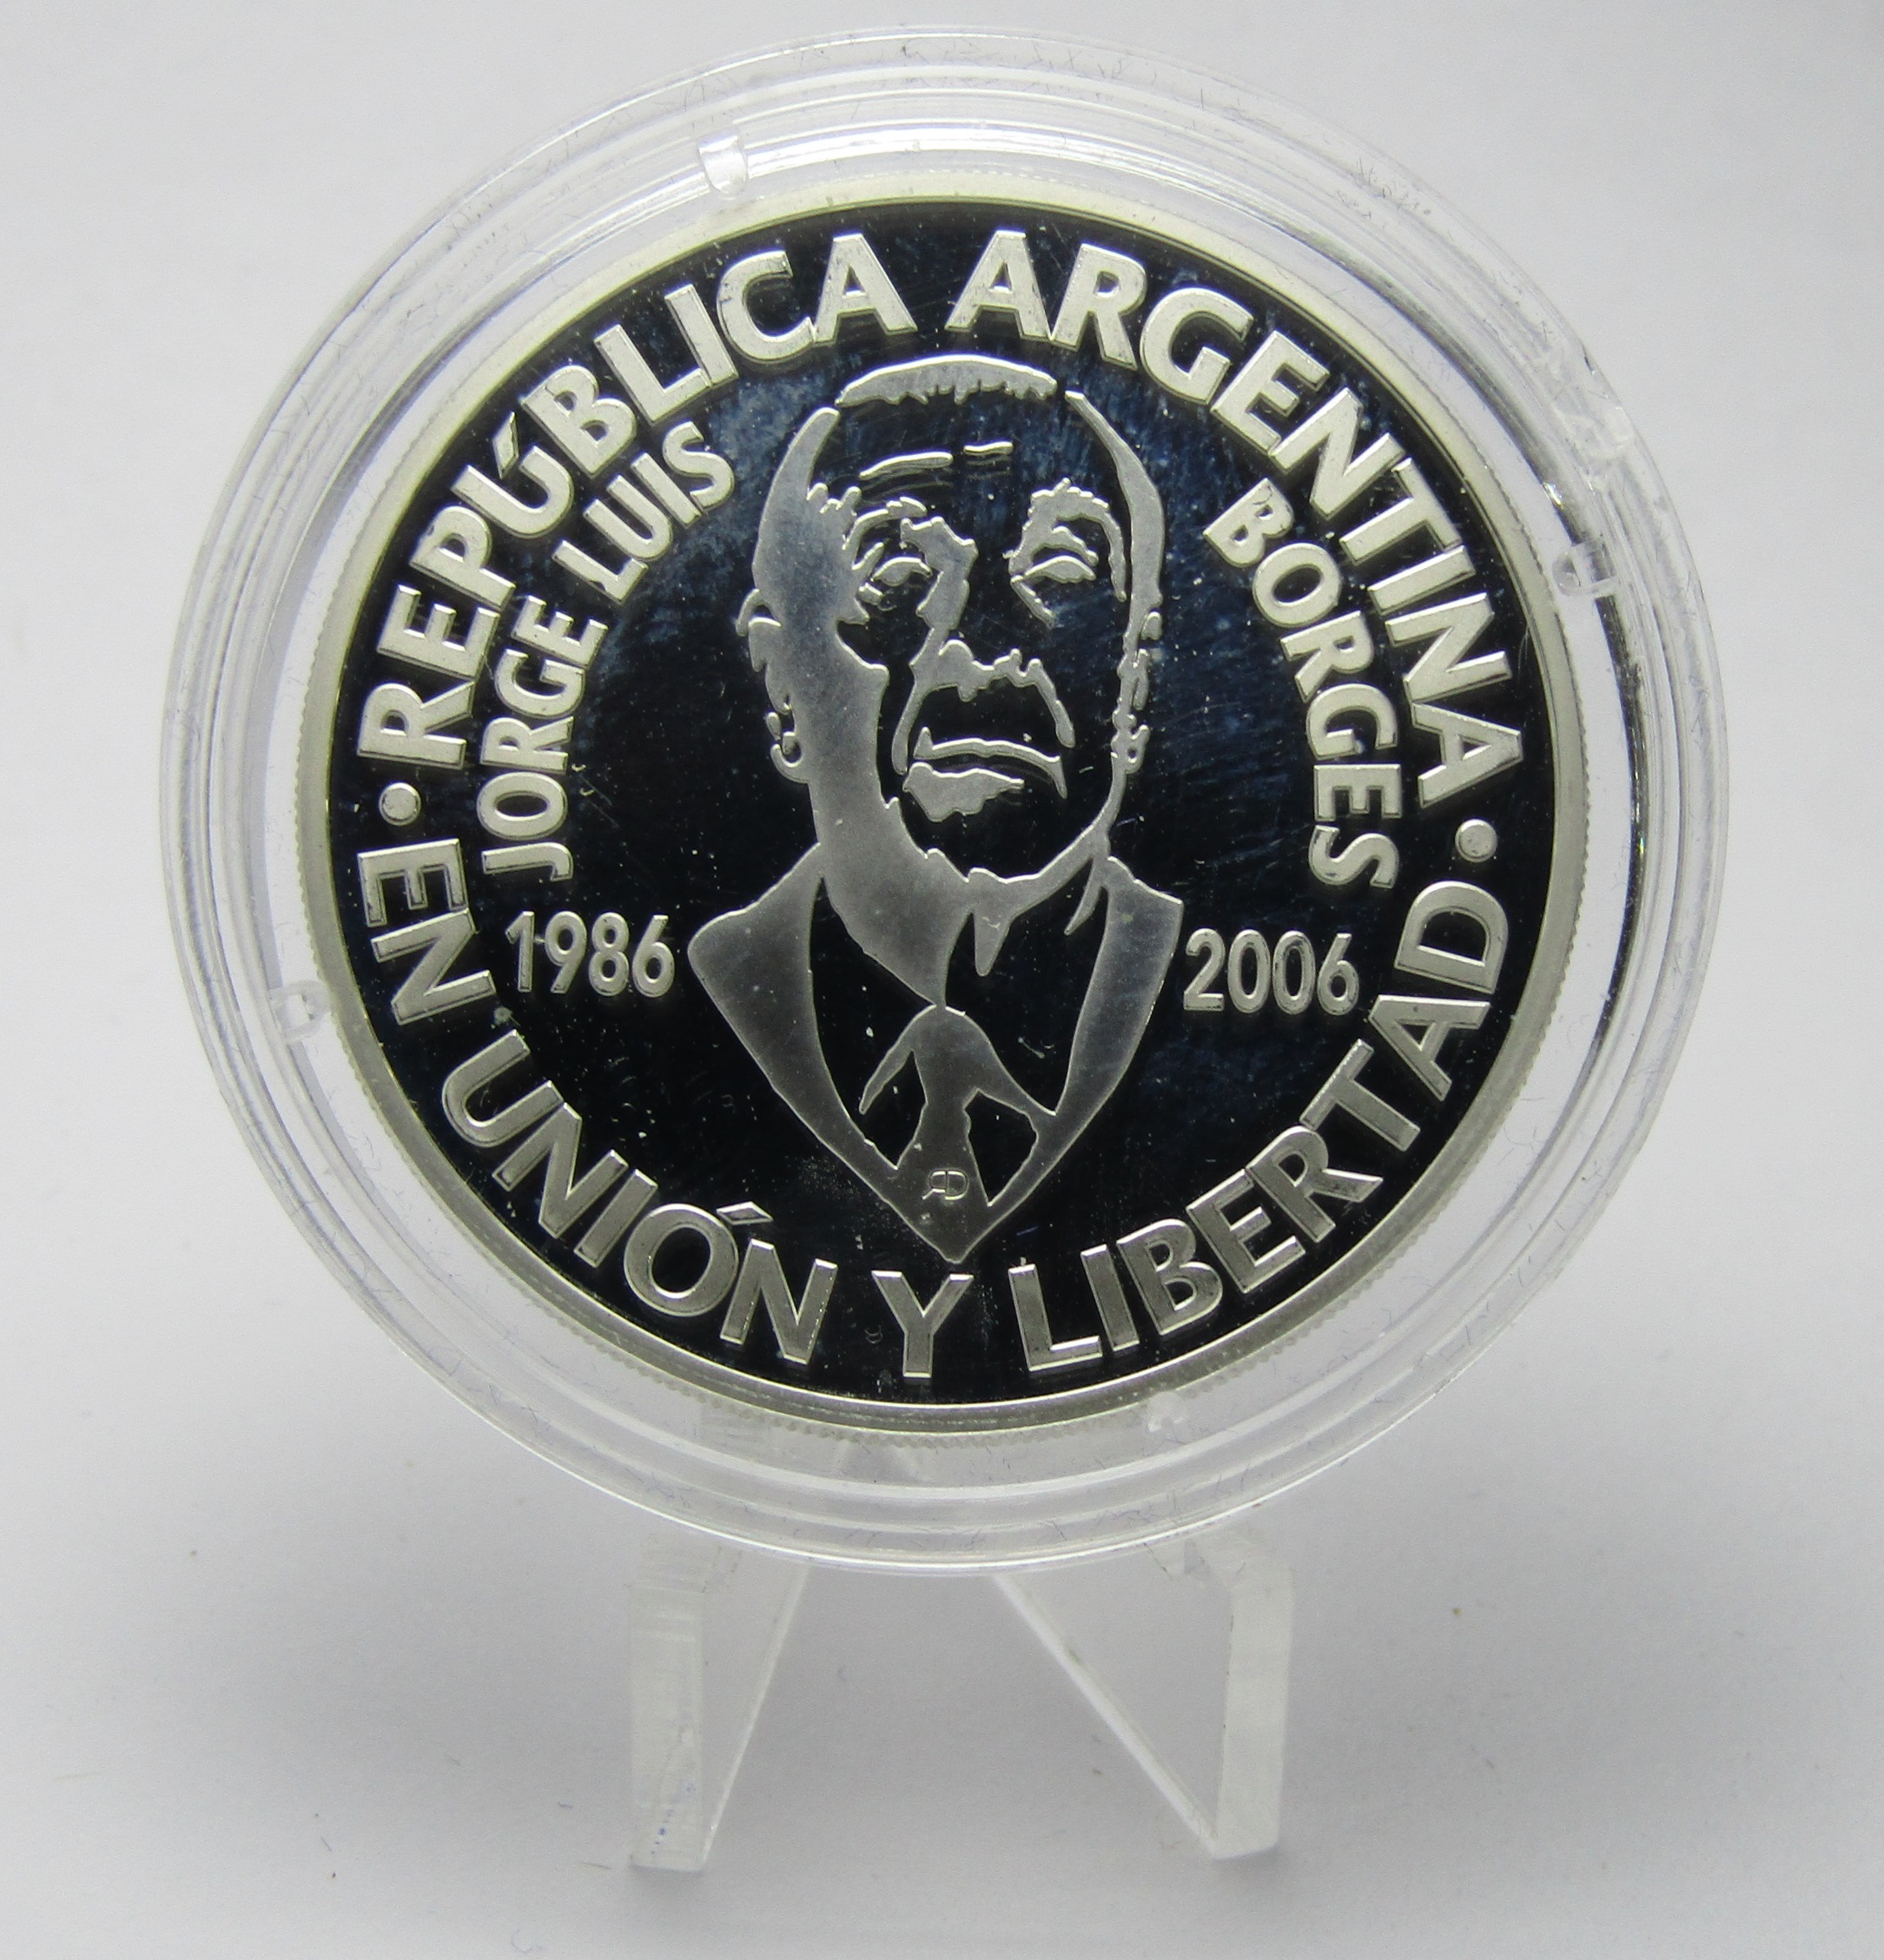 REPÚBLICA ARGENTINA
JORGE LUIS BORGES
1986 2006
EN UNIÓN Y LIBERTAD